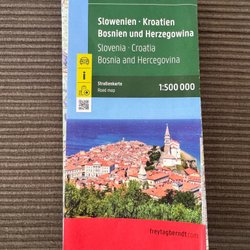 Slowenien · Kroatien
Bosnien und Herzegowina
Slovenia · Croatia
Bosnia and Hercegovina
i
Straßenkarte
Road map
1:500 000
freytagberndt.com